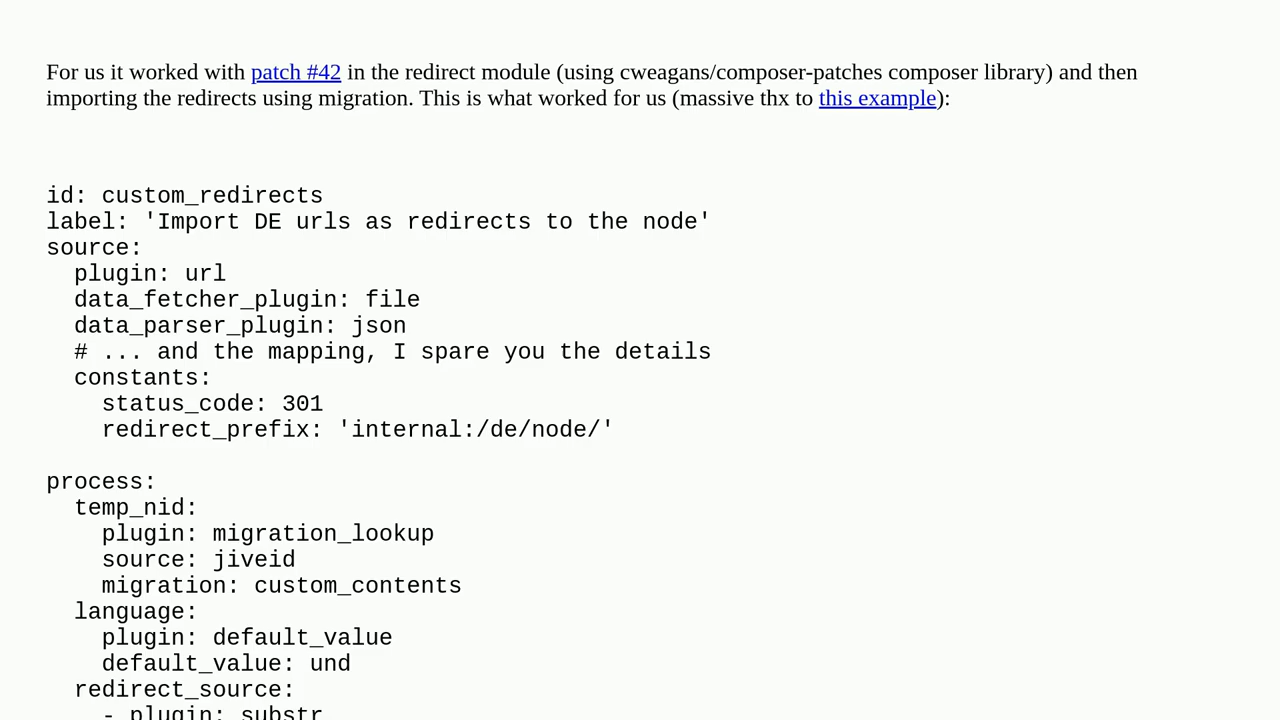 For us it worked with patch #42 in the redirect module (using cweagans/composer-patches composer library) and then
importing the redirects using migration. This is what worked for us (massive thx to this example):
id: custom_redirects
label: 'Import DE urls as redirects to the node'
source:
  plugin: url
  data_fetcher_plugin: file
  data_parser_plugin: json
  # ... and the mapping, I spare you the details
  constants:
    status_code: 301
    redirect_prefix: 'internal:/de/node/'
process:
  temp_nid:
    plugin: migration_lookup
    source: jiveid
    migration: custom_contents
  language:
    plugin: default_value
    default_value: und
  redirect_source:
    - plugin: substr